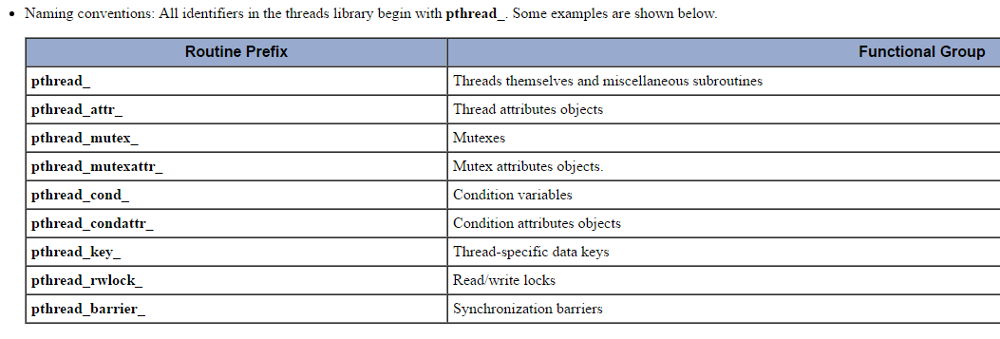 • Naming conventions: All identifiers in the threads library begin with pthread_. Some examples are shown below.
Routine Prefix Functional Group
pthread_ Threads themselves and miscellaneous subroutines
pthread_attr_ Thread attributes objects
pthread_mutex_ Mutexes
pthread_mutexattr_ Mutex attributes objects.
pthread_cond_ Condition variables
pthread_condattr_ Condition attributes objects
pthread_key_ Thread-specific data keys
pthread_rwlock_ Read/write locks
pthread_barrier_ Synchronization barriers